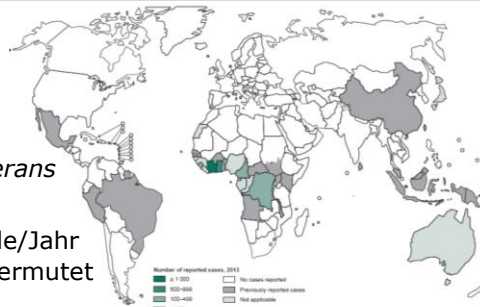 erans
le/Jahr
ermutet
Number of reported cases, 2013
≥ 1 000
500–999
100–499
No cases reported
Previously reported cases
Not applicable